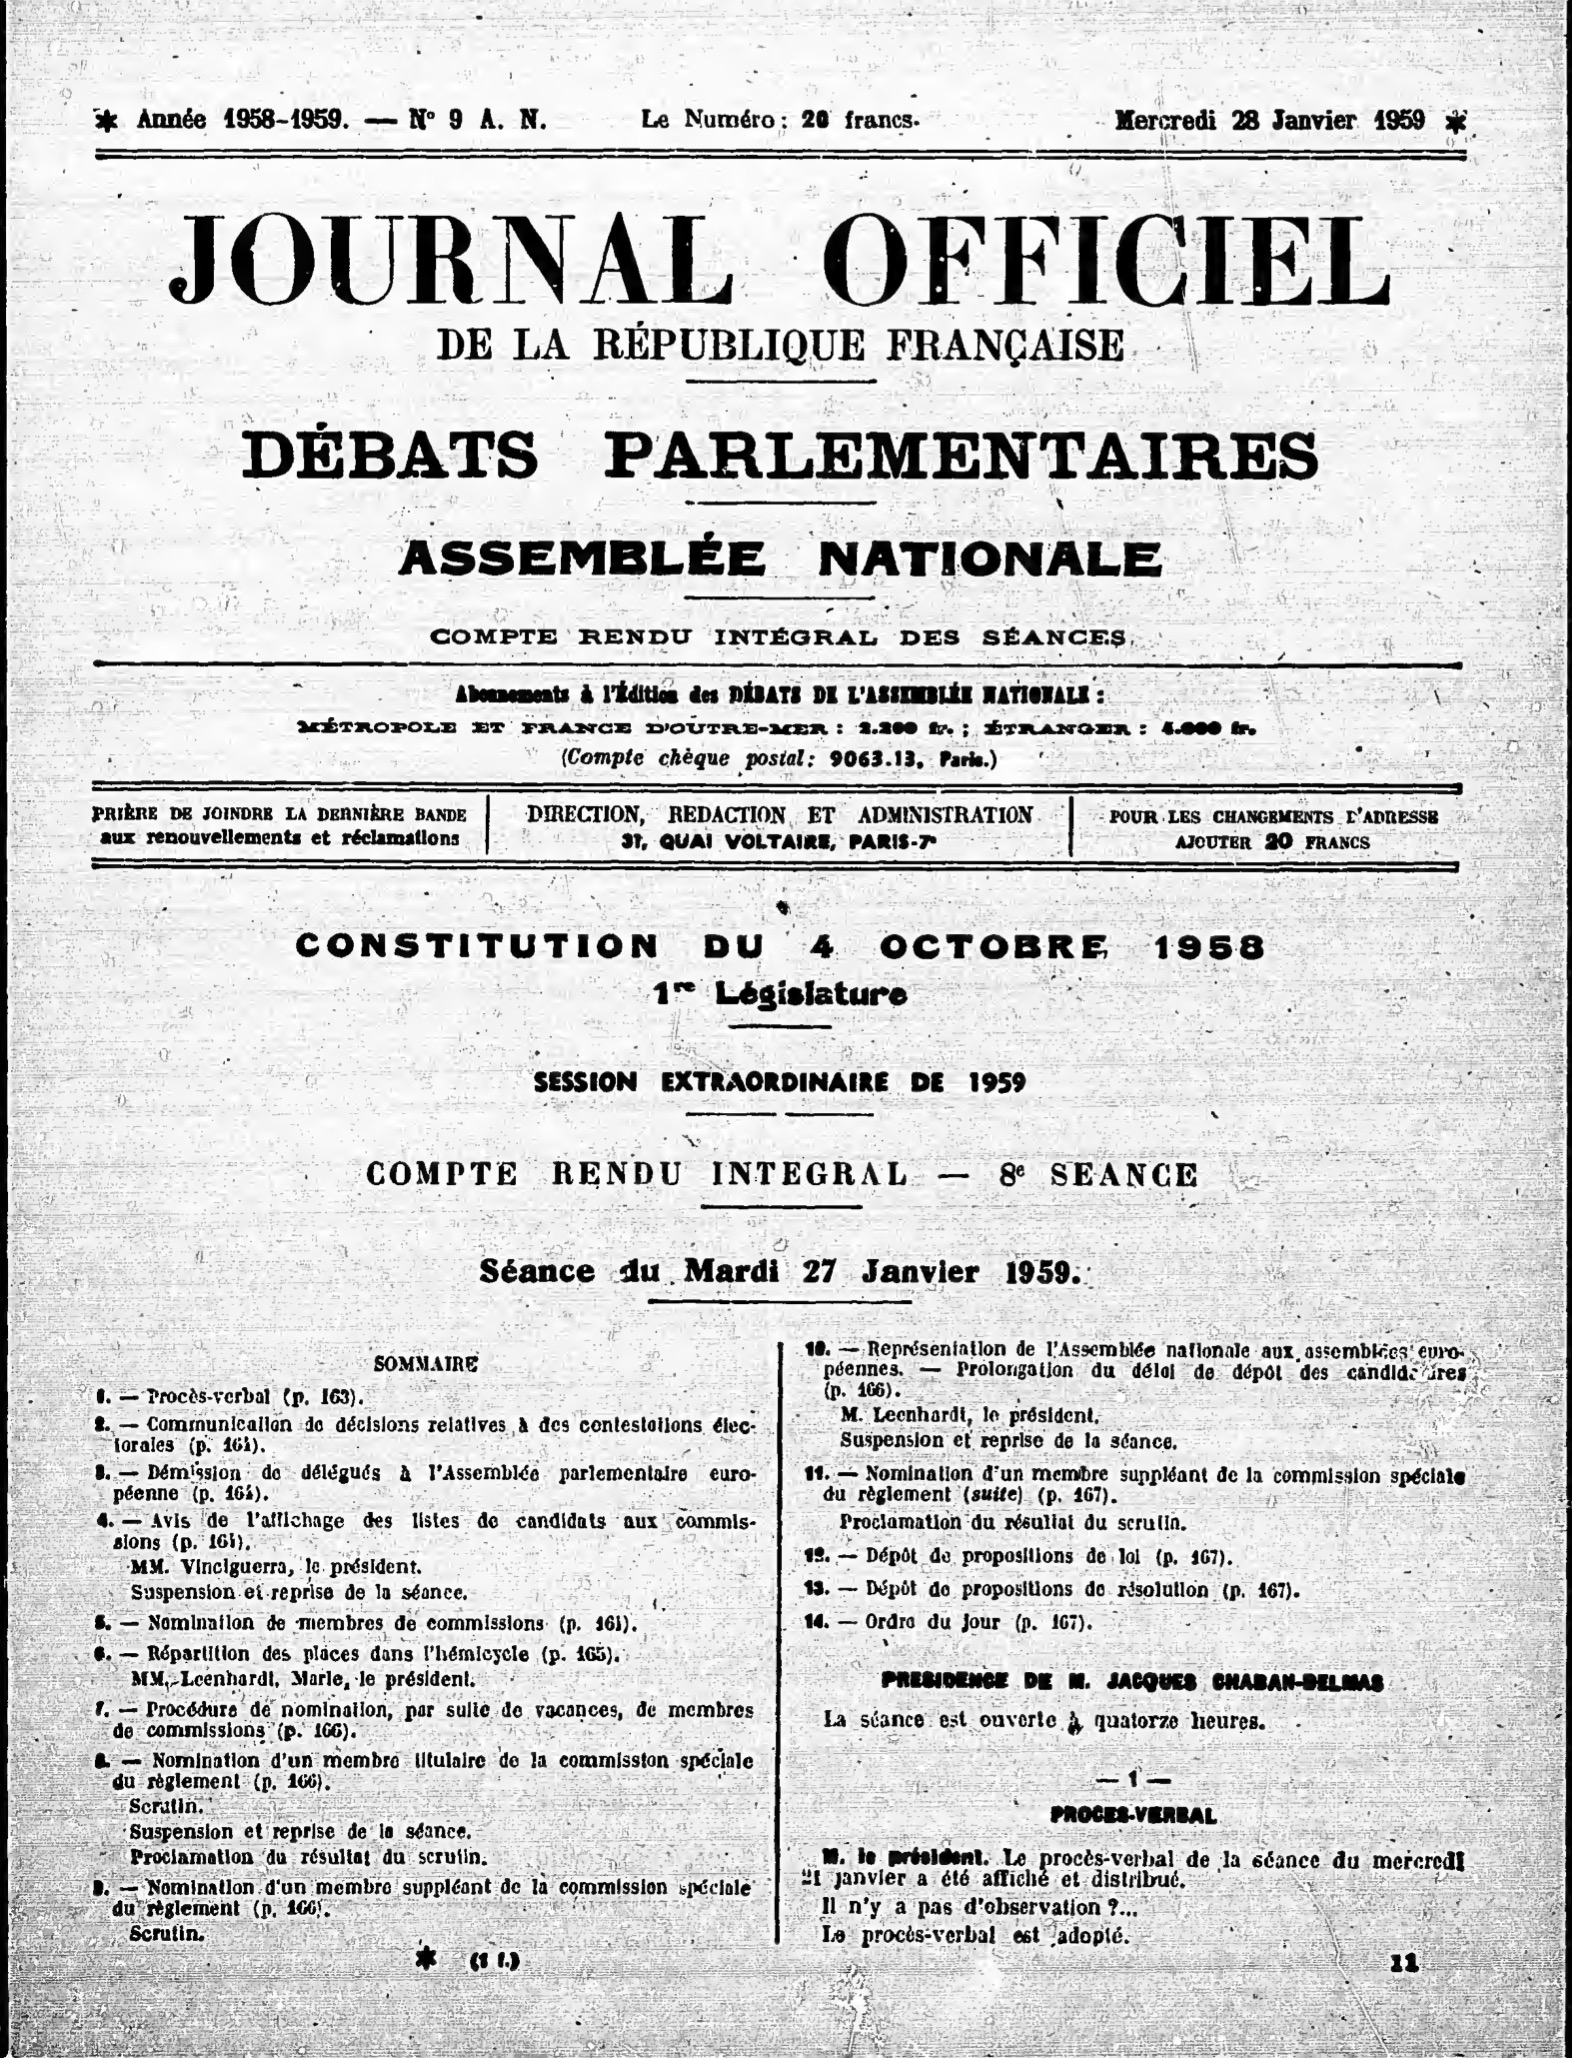 * Année 1958-1959. — N° 9 A. N. Le Numéro: 20 francs. Mercredi 28 Janvier 1959 *
JOURNAL OFFICIEL
DE LA RÉPUBLIQUE FRANÇAISE
DÉBATS PARLEMENTAIRES
ASSEMBLÉE NATIONALE
COMPTE RENDU INTÉGRAL DES SÉANCES
Abonnements à l'Édition des DÉBATS DE L'ASSEMBLÉE NATIONALE :
MÉTROPOLE ET FRANCE D'OUTRE-MER : 2.200 fr. ; ÉTRANGER : 4.000 fr.
(Compte chèque postal: 9063.13, Paris.)
PRIÈRE DE JOINDRE LA DERNIÈRE BANDE
aux renouvellements et réclamations
DIRECTION, REDACTION ET ADMINISTRATION
31, QUAI VOLTAIRE, PARIS-7e
POUR LES CHANGEMENTS D'ADRESSE
AJOUTER 20 FRANCS
CONSTITUTION DU 4 OCTOBRE 1958
1re Législature
SESSION EXTRAORDINAIRE DE 1959
COMPTE RENDU INTEGRAL — 8e SEANCE
Séance du Mardi 27 Janvier 1959.
SOMMAIRE
1. — Procès-verbal (p. 163).
2. — Communication de décisions relatives à des contestations élec-
torales (p. 164).
3. — Démission de délégués à l'Assemblée parlementaire euro-
péenne (p. 164).
4. — Avis de l'affichage des listes de candidats aux commis-
sions (p. 164).
MM. Vinciguerra, le président.
Suspension et reprise de la séance.
5. — Nomination de membres de commissions (p. 164).
6. — Répartition des places dans l'hémicycle (p. 165).
MM. Leenhardt, Marie, le président.
7. — Procédure de nomination, par suite de vacances, de membres
de commissions (p. 166).
8. — Nomination d'un membre titulaire de la commission spéciale
du règlement (p. 166).
Scrutin.
Suspension et reprise de la séance.
Proclamation du résultat du scrutin.
9. — Nomination d'un membre suppléant de la commission spéciale
du règlement (p. 166).
Scrutin.
10. — Représentation de l'Assemblée nationale aux assemblées euro-
péennes. — Prolongation du délai de dépôt des candidatures
(p. 166).
M. Leenhardt, le président.
Suspension et reprise de la séance.
11. — Nomination d'un membre suppléant de la commission spéciale
du règlement (suite) (p. 167).
Proclamation du résultat du scrutin.
12. — Dépôt de propositions de loi (p. 167).
13. — Dépôt de propositions de résolution (p. 167).
14. — Ordre du jour (p. 167).
PRESIDENCE DE M. JACQUES CHABAN-DELMAS
La séance est ouverte à quatorze heures.
— 1 —
PROCES-VERBAL
M. le président. Le procès-verbal de la séance du mercredi
21 janvier a été affiché et distribué.
Il n'y a pas d'observation ?...
Le procès-verbal est adopté.
* (1 f.)
11